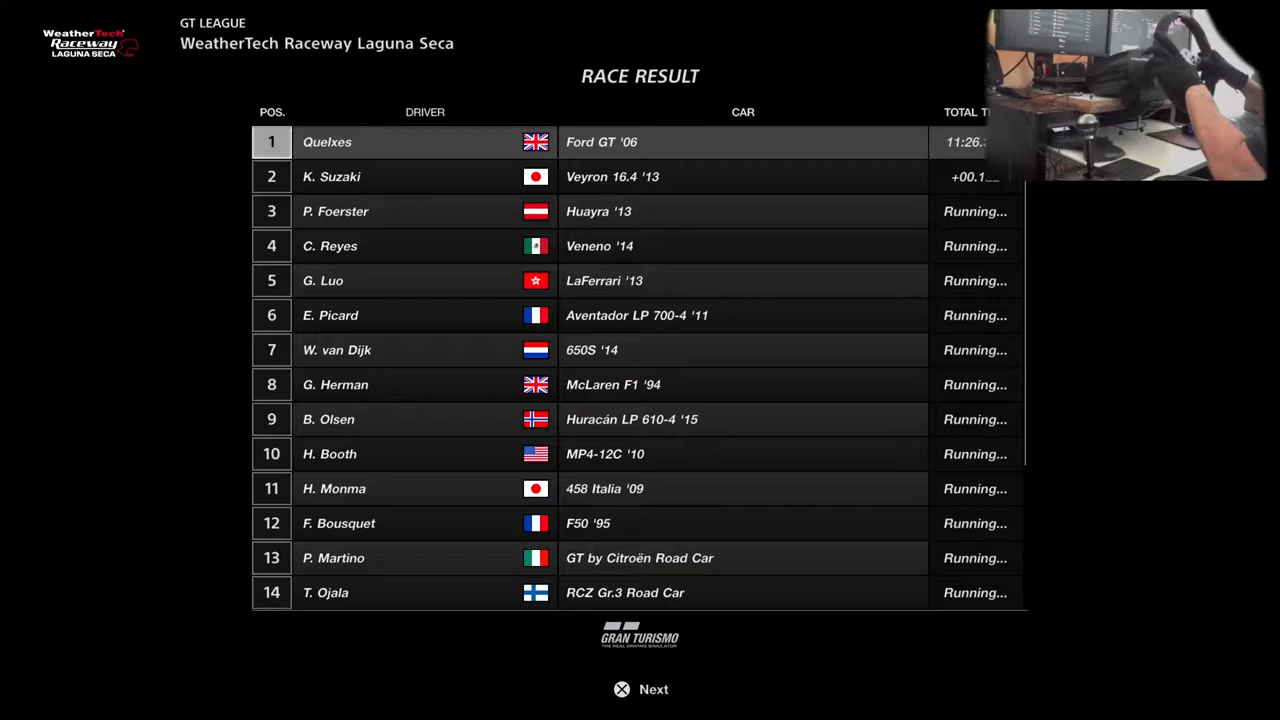 GT LEAGUE
WeatherTech Raceway Laguna Seca
WeatherTech
Raceway
LAGUNA SECA
RACE RESULT
POS. DRIVER CAR TOTAL
1 Quelxes Ford GT '06 11:26.
2 K. Suzaki Veyron 16.4 '13 +00.1
3 P. Foerster Huayra '13 Running...
4 C. Reyes Veneno '14 Running...
5 G. Luo LaFerrari '13 Running...
6 E. Picard Aventador LP 700-4 '11 Running...
7 W. van Dijk 650S '14 Running...
8 G. Herman McLaren F1 '94 Running...
9 B. Olsen Huracán LP 610-4 '15 Running...
10 H. Booth MP4-12C '10 Running...
11 H. Monma 458 Italia '09 Running...
12 F. Bousquet F50 '95 Running...
13 P. Martino GT by Citroën Road Car Running...
14 T. Ojala RCZ Gr.3 Road Car Running...
GRAN TURISMO
THE REAL DRIVING SIMULATOR
Next